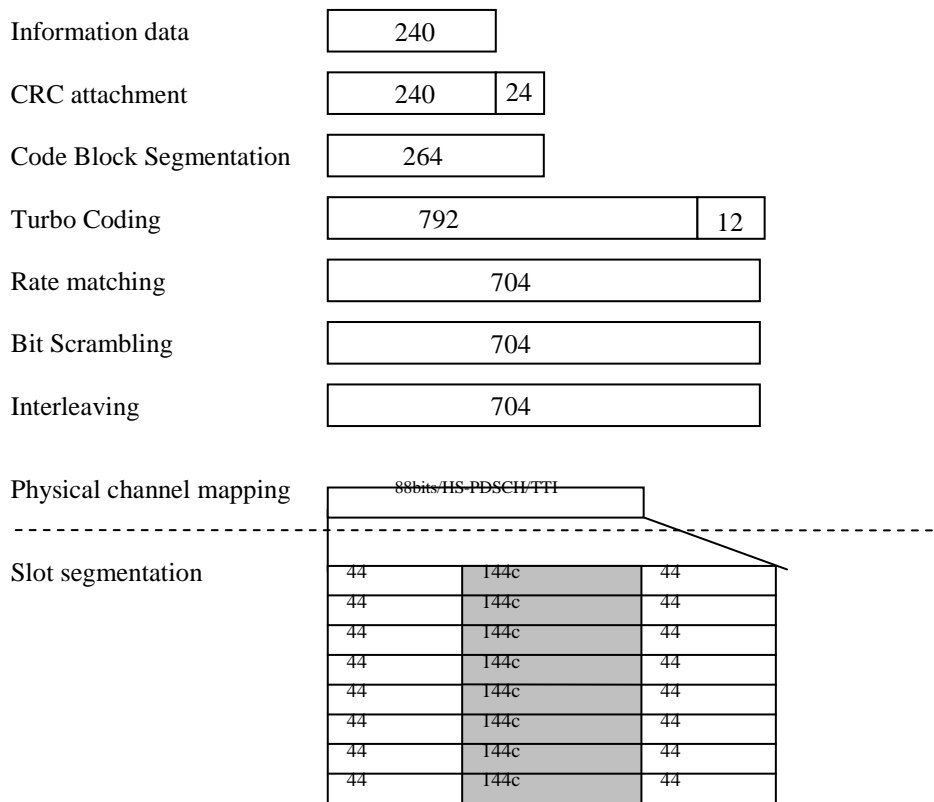 Information data 240
CRC attachment 240 24
Code Block Segmentation 264
Turbo Coding 792 12
Rate matching 704
Bit Scrambling 704
Interleaving 704
Physical channel mapping 88bits/HS-PDSCH/TTI
Slot segmentation
44 144c 44
44 144c 44
44 144c 44
44 144c 44
44 144c 44
44 144c 44
44 144c 44
44 144c 44